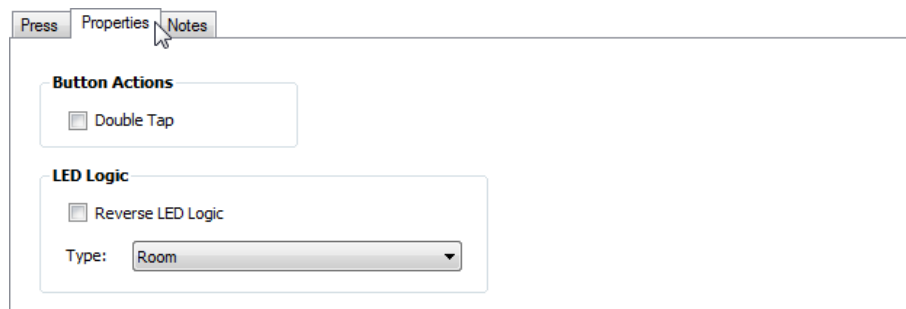 Press Properties Notes
Button Actions
Double Tap
LED Logic
Reverse LED Logic
Type: Room